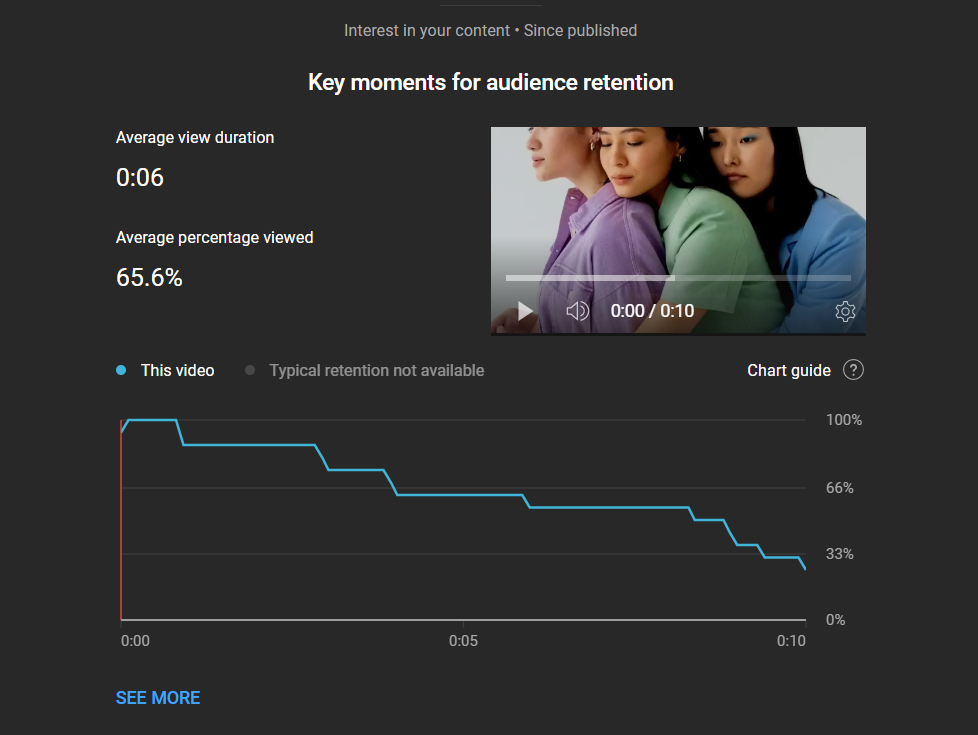 Interest in your content • Since published
Key moments for audience retention
Average view duration
0:06
Average percentage viewed
65.6%
0:00 / 0:10
This video
Typical retention not available
Chart guide ?
100%
66%
33%
0%
0:00
0:05
0:10
SEE MORE